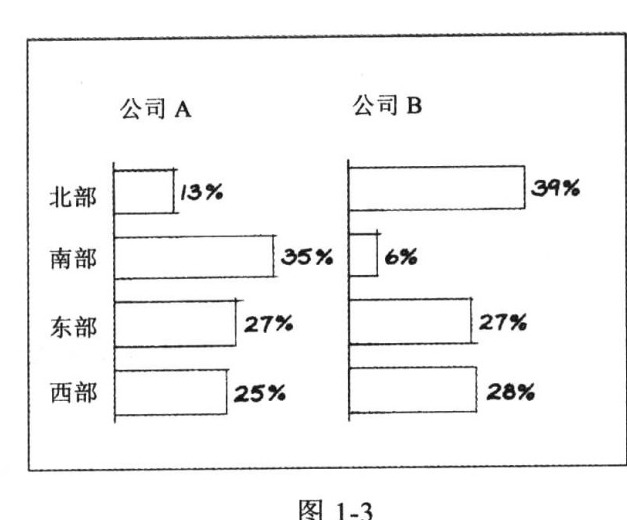 公司 A 公司 B
北部 13% 39%
南部 35% 6%
东部 27% 27%
西部 25% 28%
图 1-3